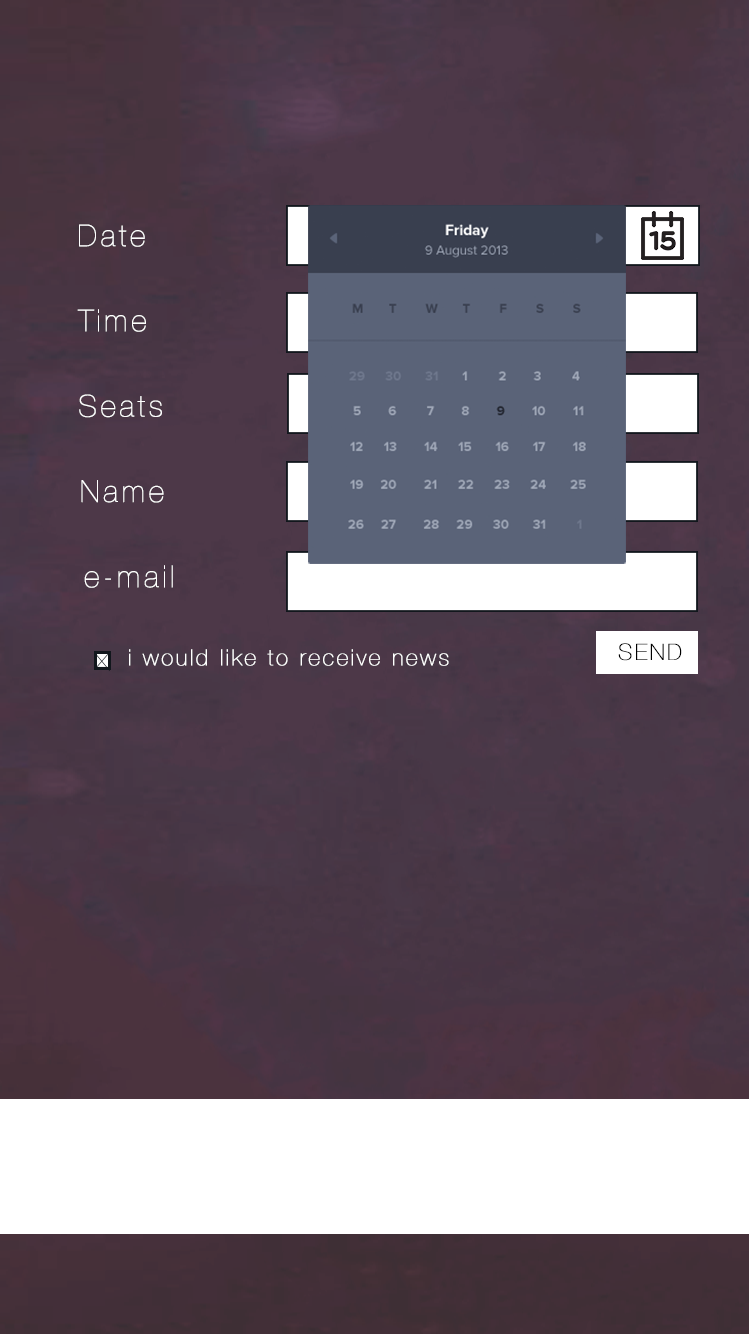 Date
Friday
9 August 2013
15
Time
M T W T F S S
29 30 31 1 2 3 4
Seats
5 6 7 8 9 10 11
12 13 14 15 16 17 18
Name
19 20 21 22 23 24 25
26 27 28 29 30 31 1
e-mail
i would like to receive news
SEND